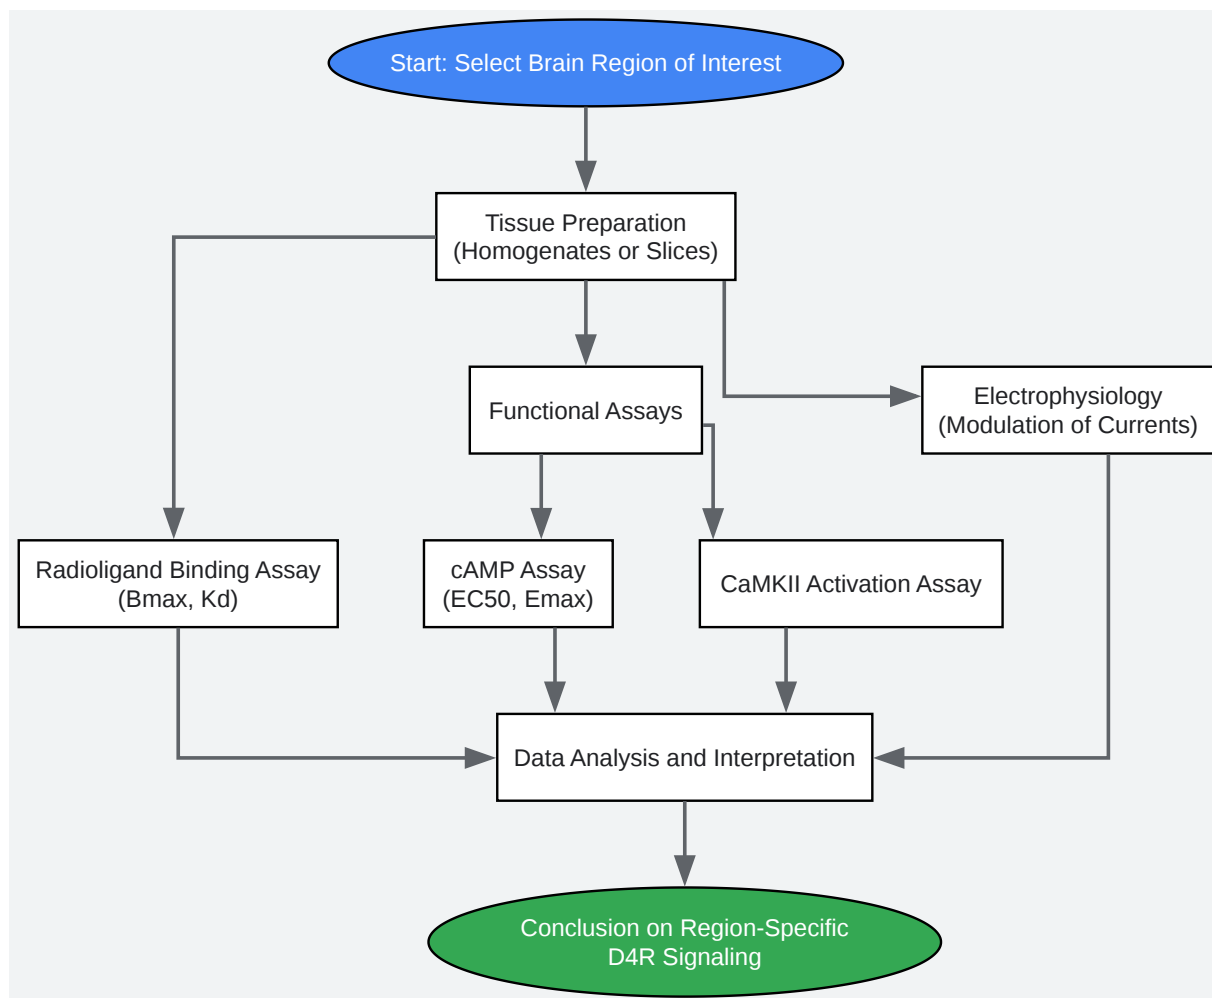 Start: Select Brain Region of Interest
Tissue Preparation
(Homogenates or Slices)
Functional Assays
Electrophysiology
(Modulation of Currents)
Radioligand Binding Assay
(Bmax, Kd)
cAMP Assay
(EC50, Emax)
CaMKII Activation Assay
Data Analysis and Interpretation
Conclusion on Region-Specific
D4R Signaling